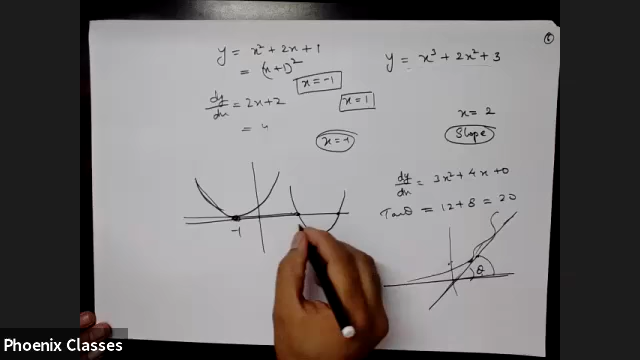 6
y = x² + 2x + 1
= (x+1)²
x = -1
dy/dx = 2x+2
x = 1
= 4
x = -1
-1
y = x³ + 2x² + 3
x = 2
Slope
dy/dx = 3x² + 4x + 0
Tanθ = 12 + 8 = 20
θ
Phoenix Classes